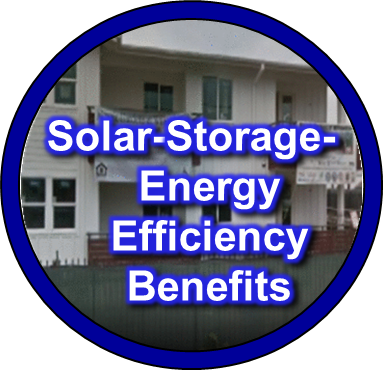 Solar-Storage-
Energy
Efficiency
Benefits